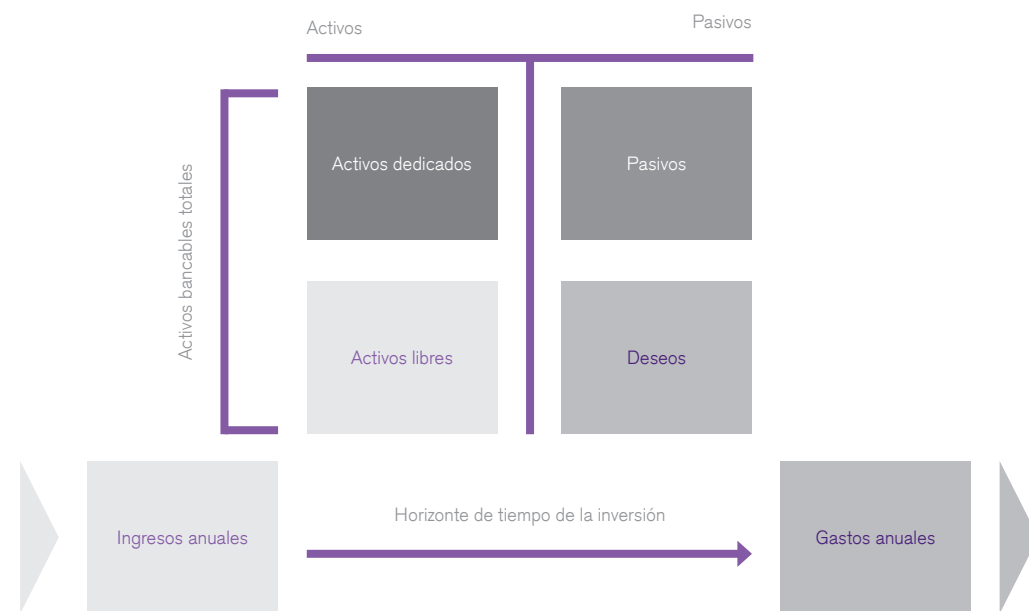 Activos
Pasivos
Activos bancables totales
Activos dedicados
Pasivos
Activos libres
Deseos
Ingresos anuales
Horizonte de tiempo de la inversión
Gastos anuales